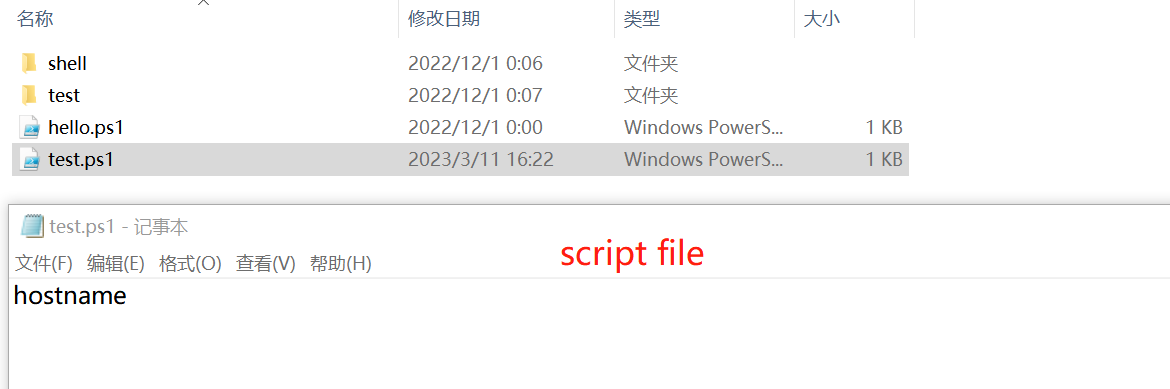 名称 修改日期 类型 大小
shell 2022/12/1 0:06 文件夹
test 2022/12/1 0:07 文件夹
hello.ps1 2022/12/1 0:00 Windows PowerS... 1 KB
test.ps1 2023/3/11 16:22 Windows PowerS... 1 KB
test.ps1 - 记事本
script file
文件(F) 编辑(E) 格式(O) 查看(V) 帮助(H)
hostname